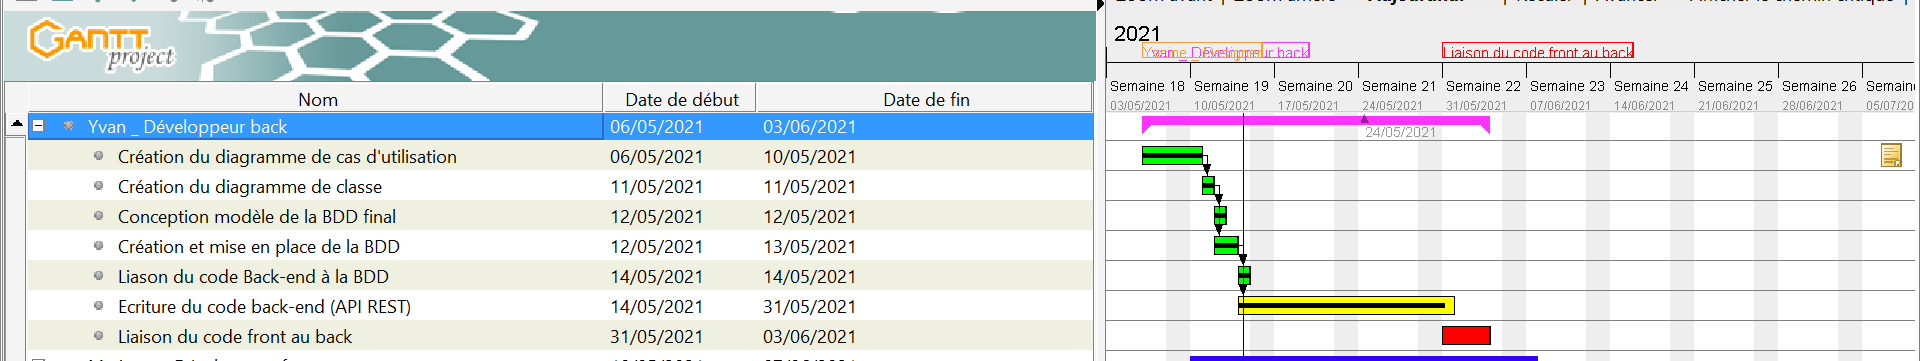 GANTT
project
2021
Yvan _ Développeur back
Liaison du code front au back
Nom Date de début Date de fin
Semaine 18 Semaine 19 Semaine 20 Semaine 21 Semaine 22 Semaine 23 Semaine 24 Semaine 25 Semaine 26 Semain
03/05/2021 10/05/2021 17/05/2021 24/05/2021 31/05/2021 07/06/2021 14/06/2021 21/06/2021 28/06/2021 05/07/20
Yvan _ Développeur back 06/05/2021 03/06/2021
24/05/2021
Création du diagramme de cas d'utilisation 06/05/2021 10/05/2021
Création du diagramme de classe 11/05/2021 11/05/2021
Conception modèle de la BDD final 12/05/2021 12/05/2021
Création et mise en place de la BDD 12/05/2021 13/05/2021
Liason du code Back-end à la BDD 14/05/2021 14/05/2021
Ecriture du code back-end (API REST) 14/05/2021 31/05/2021
Liaison du code front au back 31/05/2021 03/06/2021